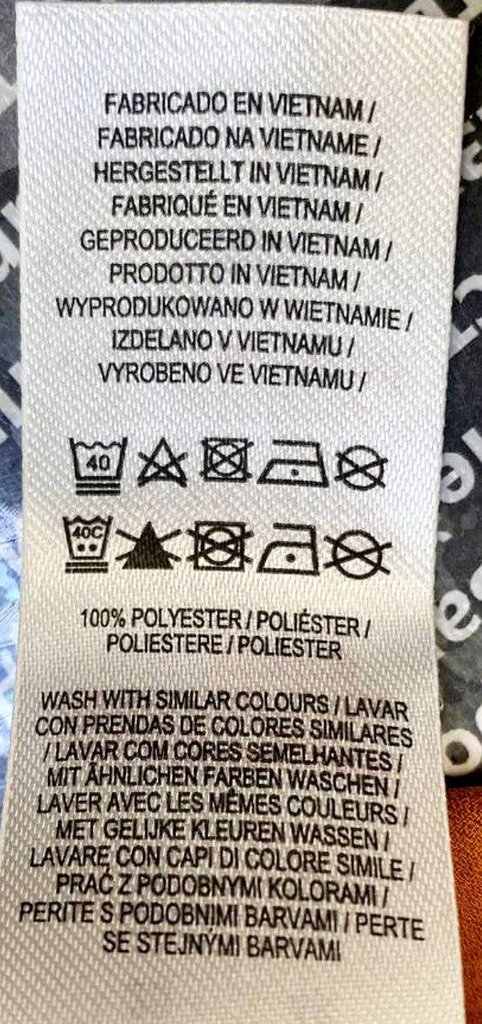 FABRICADO EN VIETNAM /
FABRICADO NA VIETNAME /
HERGESTELLT IN VIETNAM /
FABRIQUÉ EN VIETNAM /
GEPRODUCEERD IN VIETNAM /
PRODOTTO IN VIETNAM /
WYPRODUKOWANO W WIETNAMIE /
IZDELANO V VIETNAMU /
VYROBENO VE VIETNAMU /
40
40C
100% POLYESTER / POLIÉSTER /
POLIESTERE / POLIESTER
WASH WITH SIMILAR COLOURS / LAVAR
CON PRENDAS DE COLORES SIMILARES
/ LAVAR COM CORES SEMELHANTES /
MIT ÄHNLICHEN FARBEN WASCHEN /
LAVER AVEC LES MÊMES COULEURS /
MET GELIJKE KLEUREN WASSEN /
LAVARE CON CAPI DI COLORE SIMILE /
PRAĆ Z PODOBNYMI KOLORAMI /
PERITE S PODOBNIMI BARVAMI / PERTE
SE STEJNÝMI BARVAMI